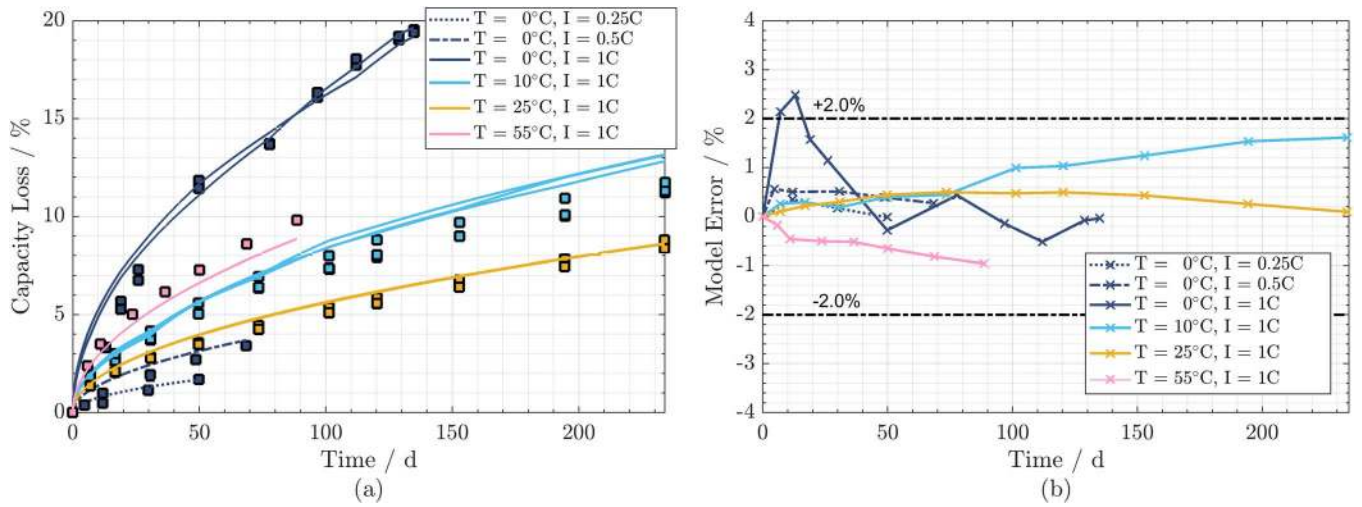 Capacity Loss / %
20
15
10
5
0
0
50
100
150
200
Time / d
(a)
T = 0°C, I = 0.25C
T = 0°C, I = 0.5C
T = 0°C, I = 1C
T = 10°C, I = 1C
T = 25°C, I = 1C
T = 55°C, I = 1C
Model Error / %
4
3
2
1
0
-1
-2
-3
-4
+2.0%
-2.0%
T = 0°C, I = 0.25C
T = 0°C, I = 0.5C
T = 0°C, I = 1C
T = 10°C, I = 1C
T = 25°C, I = 1C
T = 55°C, I = 1C
0
50
100
150
200
Time / d
(b)